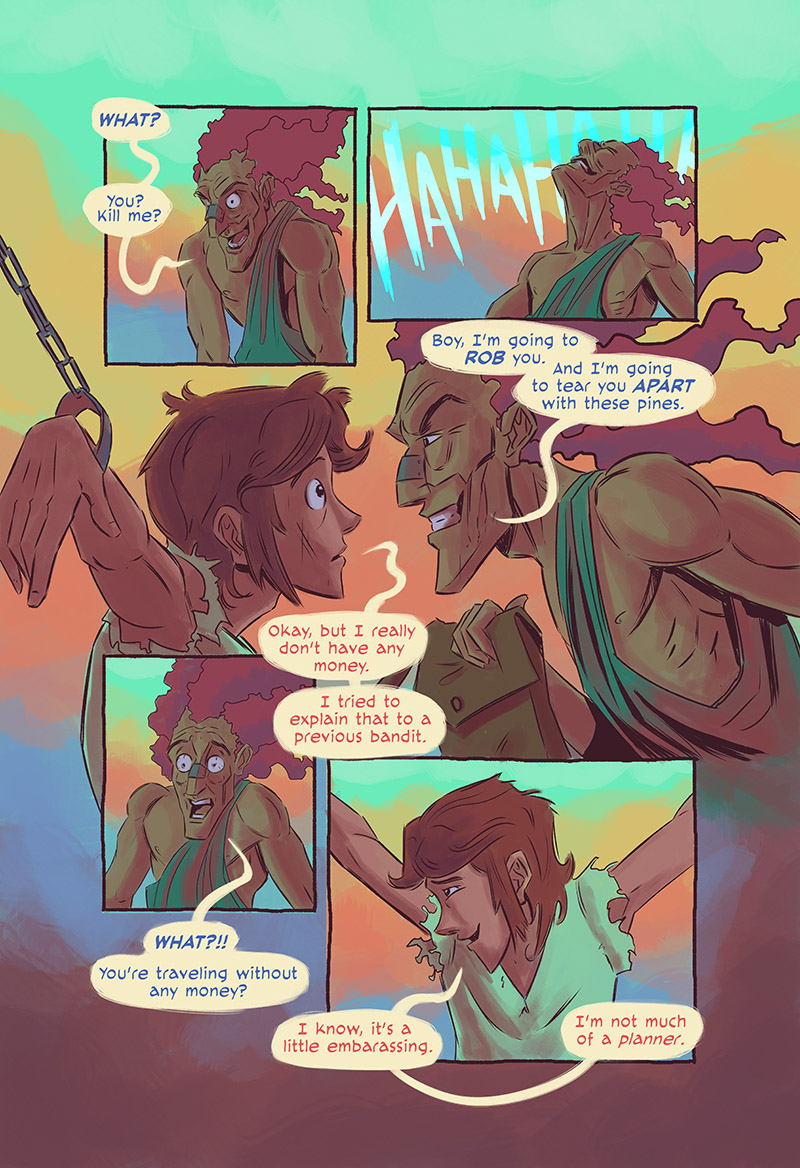 WHAT?
You?
Kill me?
HAHAHAHA
Boy, I'm going to
ROB you.
And I'm going
to tear you APART
with these pines.
Okay, but I really
don't have any
money.
I tried to
explain that to a
previous bandit.
WHAT?!!
You're traveling without
any money?
I know, it's a
little embarassing.
I'm not much
of a planner.